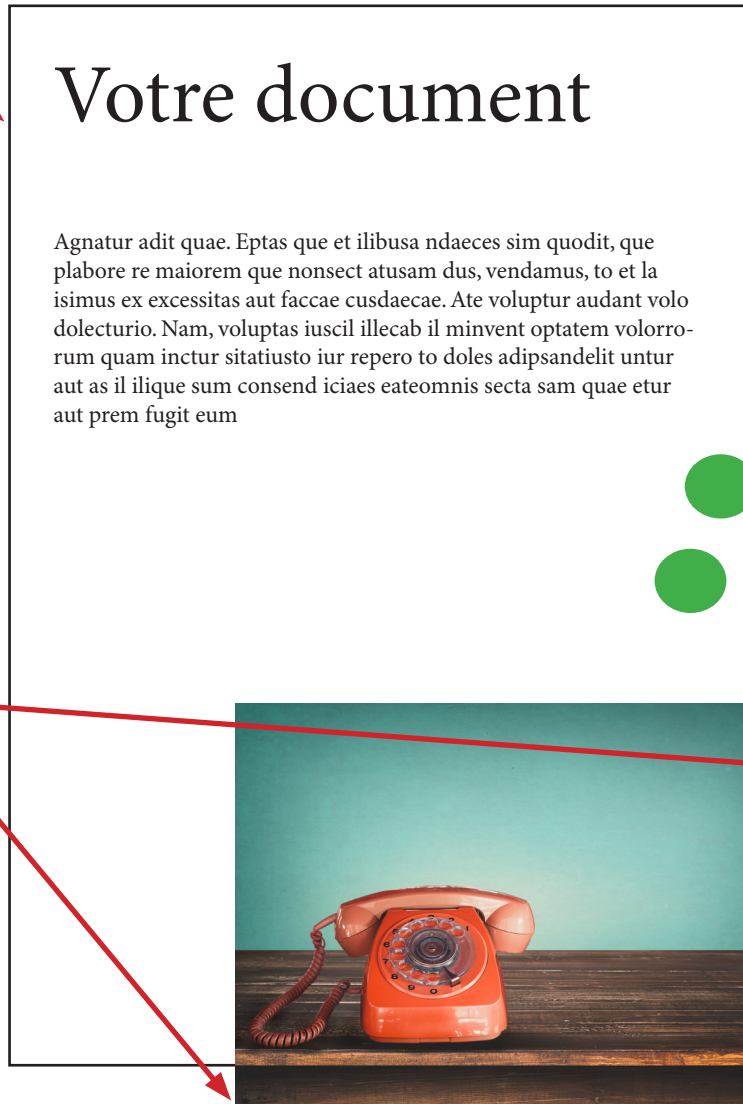 Votre document
Agnatur adit quae. Eptas que et ilibusa ndaeces sim quodit, que
plabore re maiorem que nonsect atusam dus, vendamus, to et la
isimus ex excessitas aut faccae cusdaecae. Ate voluptur audant volo
dolecturio. Nam, voluptas iuscil illecab il minvent optatem volorro-
rum quam inctur sitatiusto iur repero to doles adipsandelit untur
aut as il ilique sum consend iciaes eateomnis secta sam quae etur
aut prem fugit eum